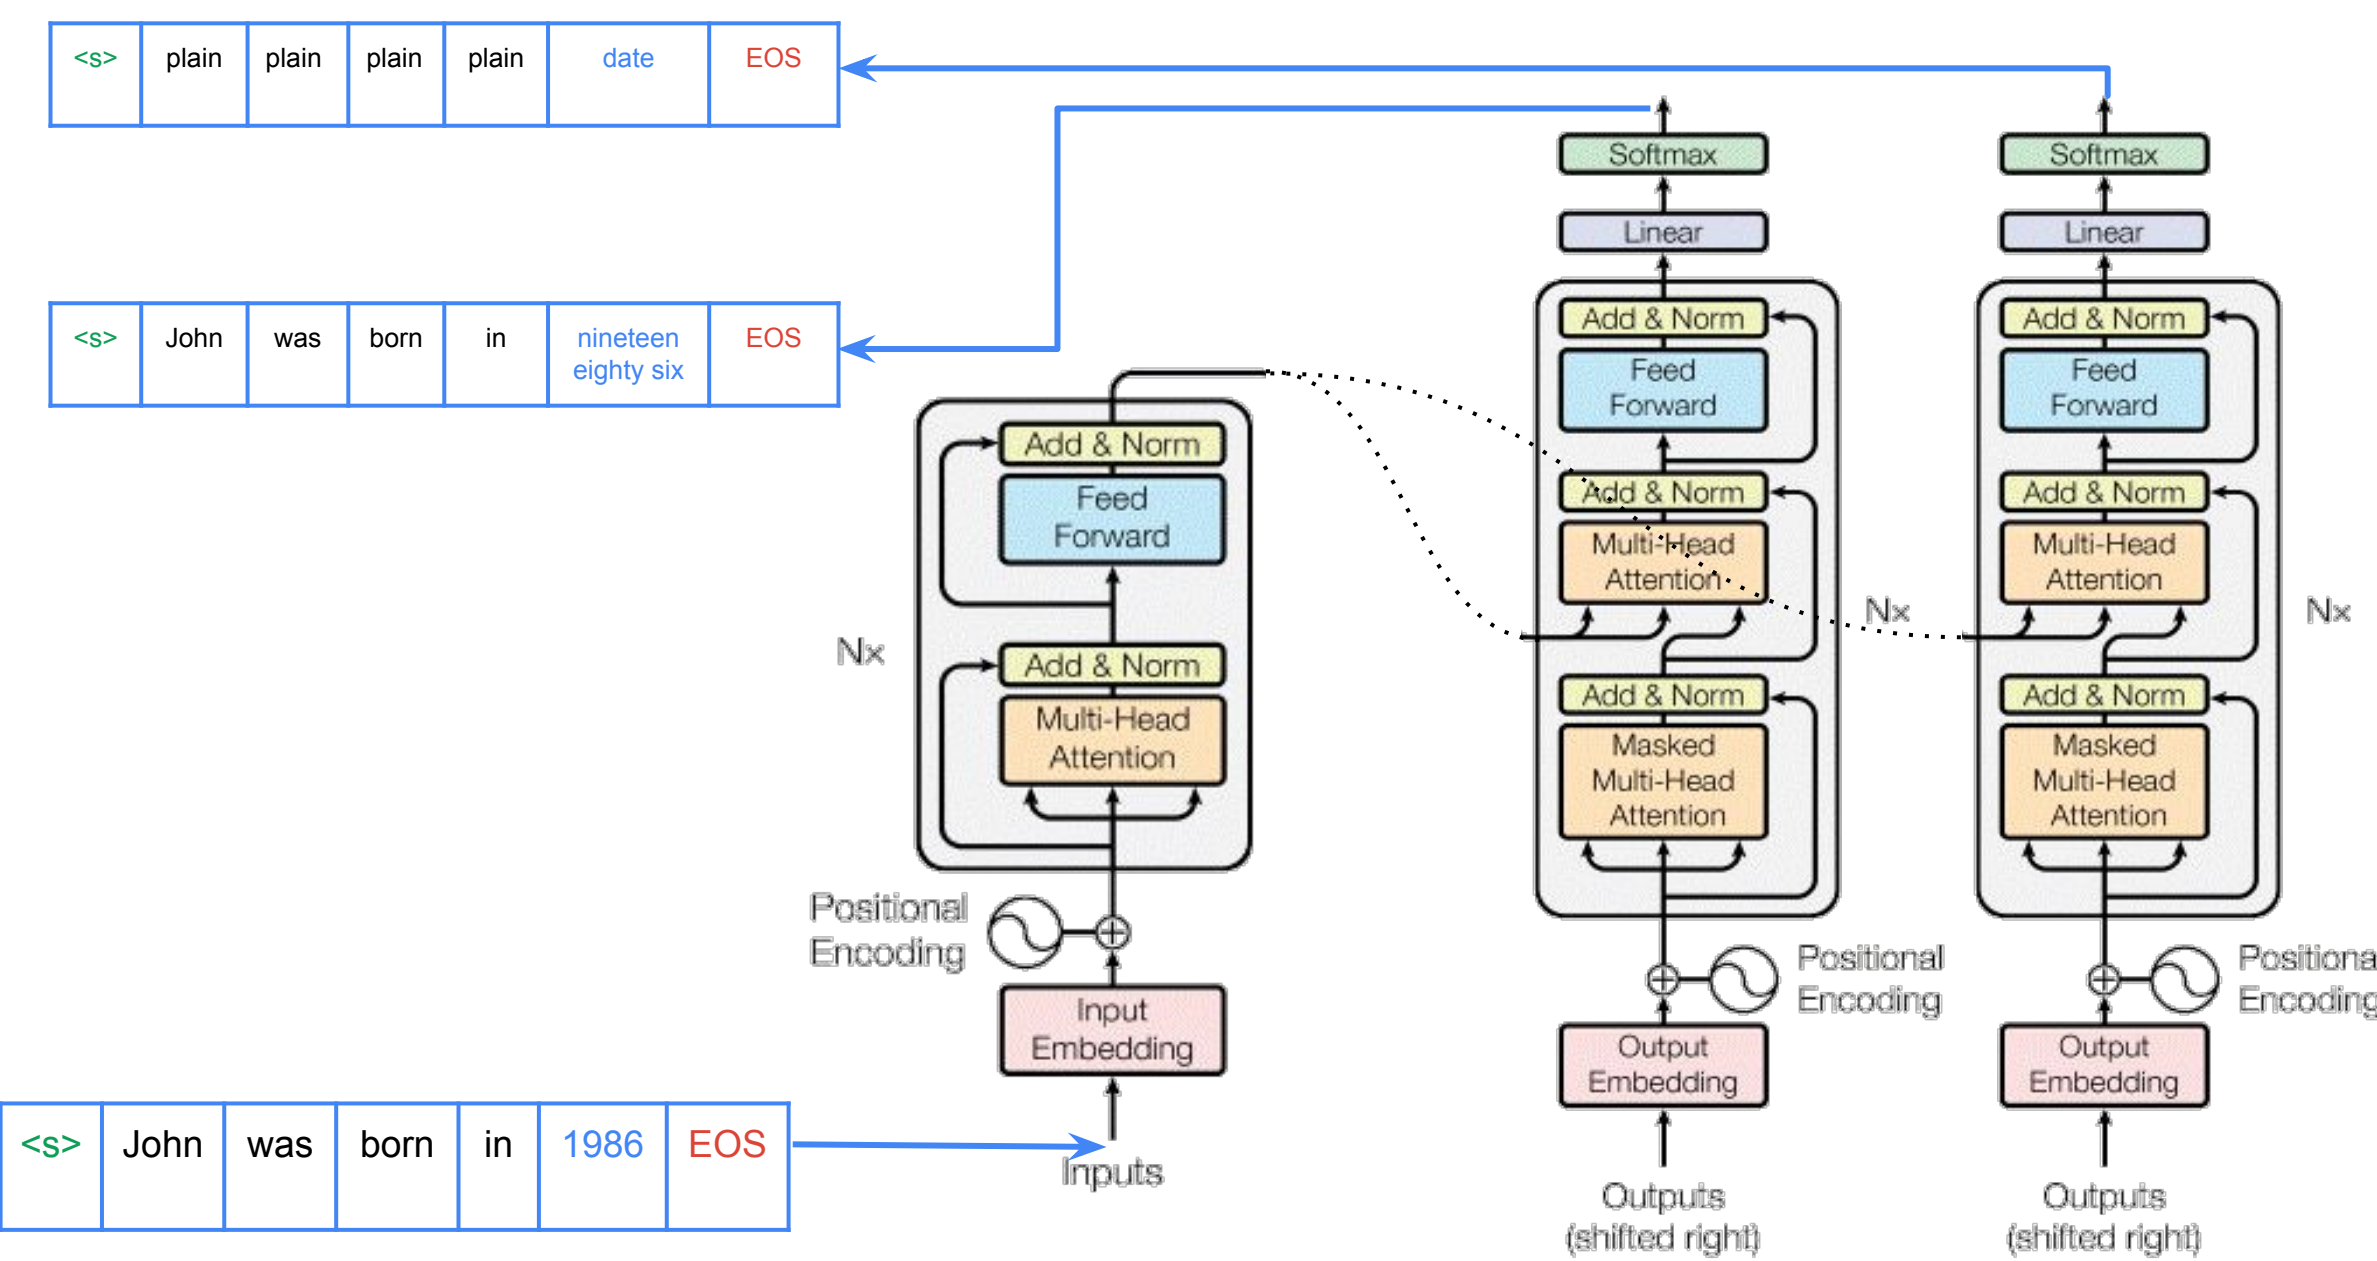 <s> plain plain plain plain date EOS
<s> John was born in nineteen eighty six EOS
Add & Norm
Feed
Forward
Add & Norm
Multi-Head
Attention
Nx
Positional
Encoding
Input
Embedding
<s> John was born in 1986 EOS
Inputs
Softmax
Linear
Add & Norm
Feed
Forward
Add & Norm
Multi-Head
Attention
Nx
Add & Norm
Masked
Multi-Head
Attention
Positional
Encoding
Output
Embedding
Outputs
(shifted right)
Softmax
Linear
Add & Norm
Feed
Forward
Add & Norm
Multi-Head
Attention
Nx
Add & Norm
Masked
Multi-Head
Attention
Positiona
Encoding
Output
Embedding
Outputs
(shifted right)